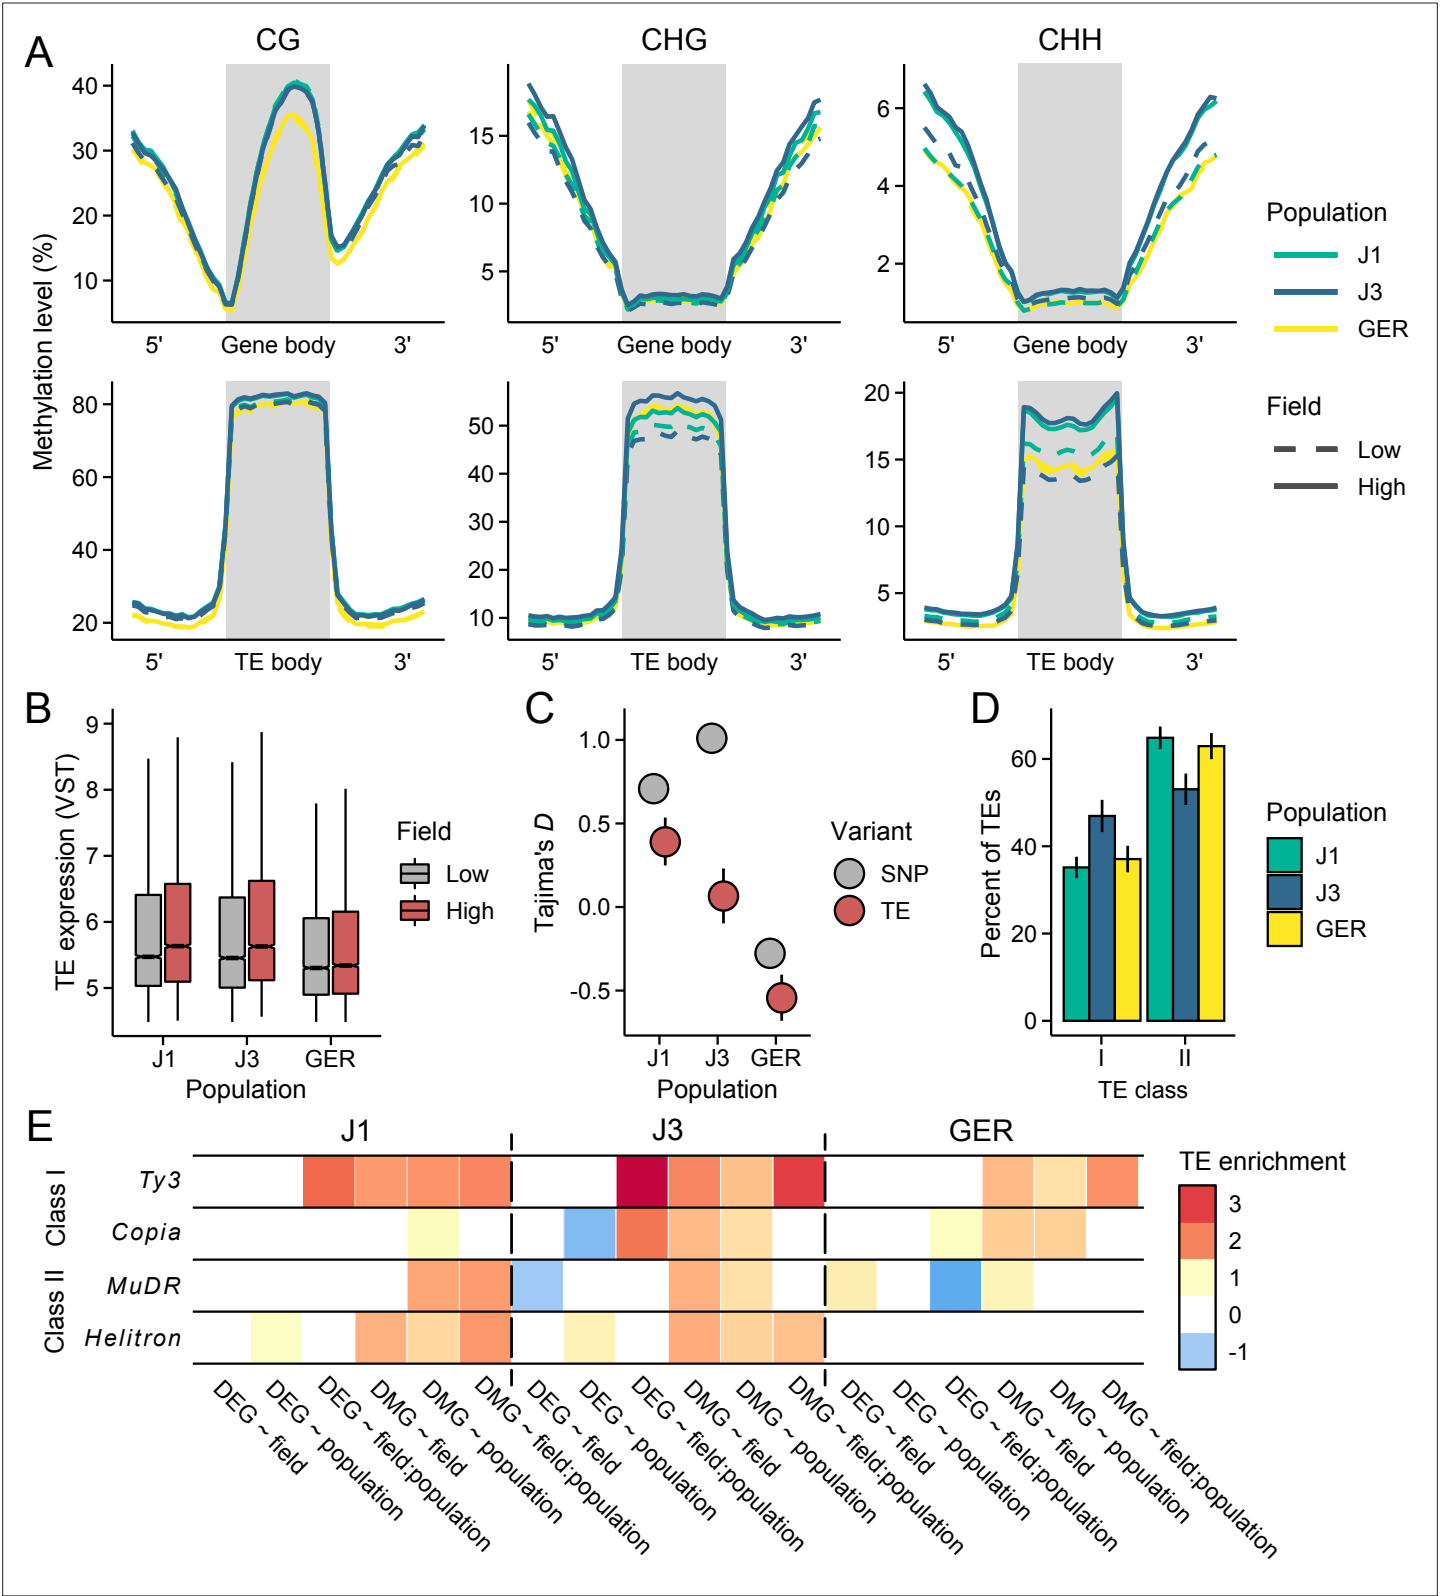 A
CG
CHG
CHH
Methylation level (%)
40
30
20
10
5' Gene body 3'
15
10
5
5' Gene body 3'
6
4
2
5' Gene body 3'
Population
J1
J3
GER
80
60
40
20
5' TE body 3'
50
40
30
20
10
5' TE body 3'
20
15
10
5
5' TE body 3'
Field
Low
High
B
TE expression (VST)
9
8
7
6
5
J1 J3 GER
Population
Field
Low
High
C
Tajima's D
1.0
0.5
0.0
-0.5
J1 J3 GER
Population
Variant
SNP
TE
D
Percent of TEs
60
40
20
0
I II
TE class
Population
J1
J3
GER
E
J1 J3 GER
Class I
Class II
Ty3
Copia
MuDR
Helitron
TE enrichment
3
2
1
0
-1
DEG ~ field
DEG ~ population
DEG ~ field:population
DMG ~ field
DMG ~ population
DMG ~ field:population
DEG ~ field
DEG ~ population
DEG ~ field:population
DMG ~ field
DMG ~ population
DMG ~ field:population
DEG ~ field
DEG ~ population
DEG ~ field:population
DMG ~ field
DMG ~ population
DMG ~ field:population